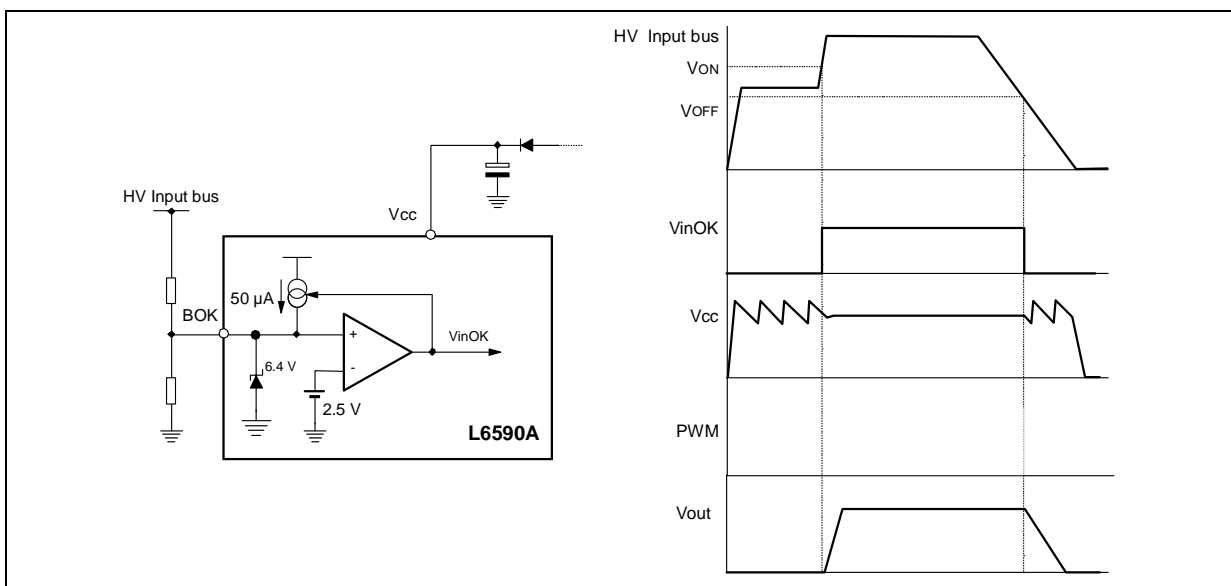 HV Input bus
Vcc
50 µA
BOK
+
-
VinOK
6.4 V
2.5 V
L6590A
HV Input bus
VON
VOFF
VinOK
Vcc
PWM
Vout